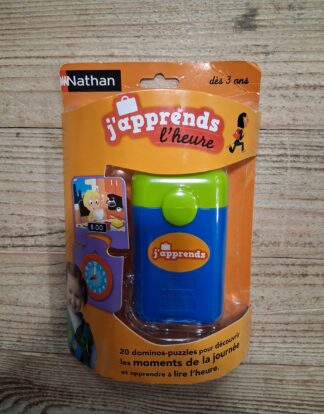 Nathan
dès 3 ans
j'apprends
l'heure
8:00
j'apprends
20 dominos-puzzles pour découvrir
les moments de la journée
et apprendre à lire l'heure.